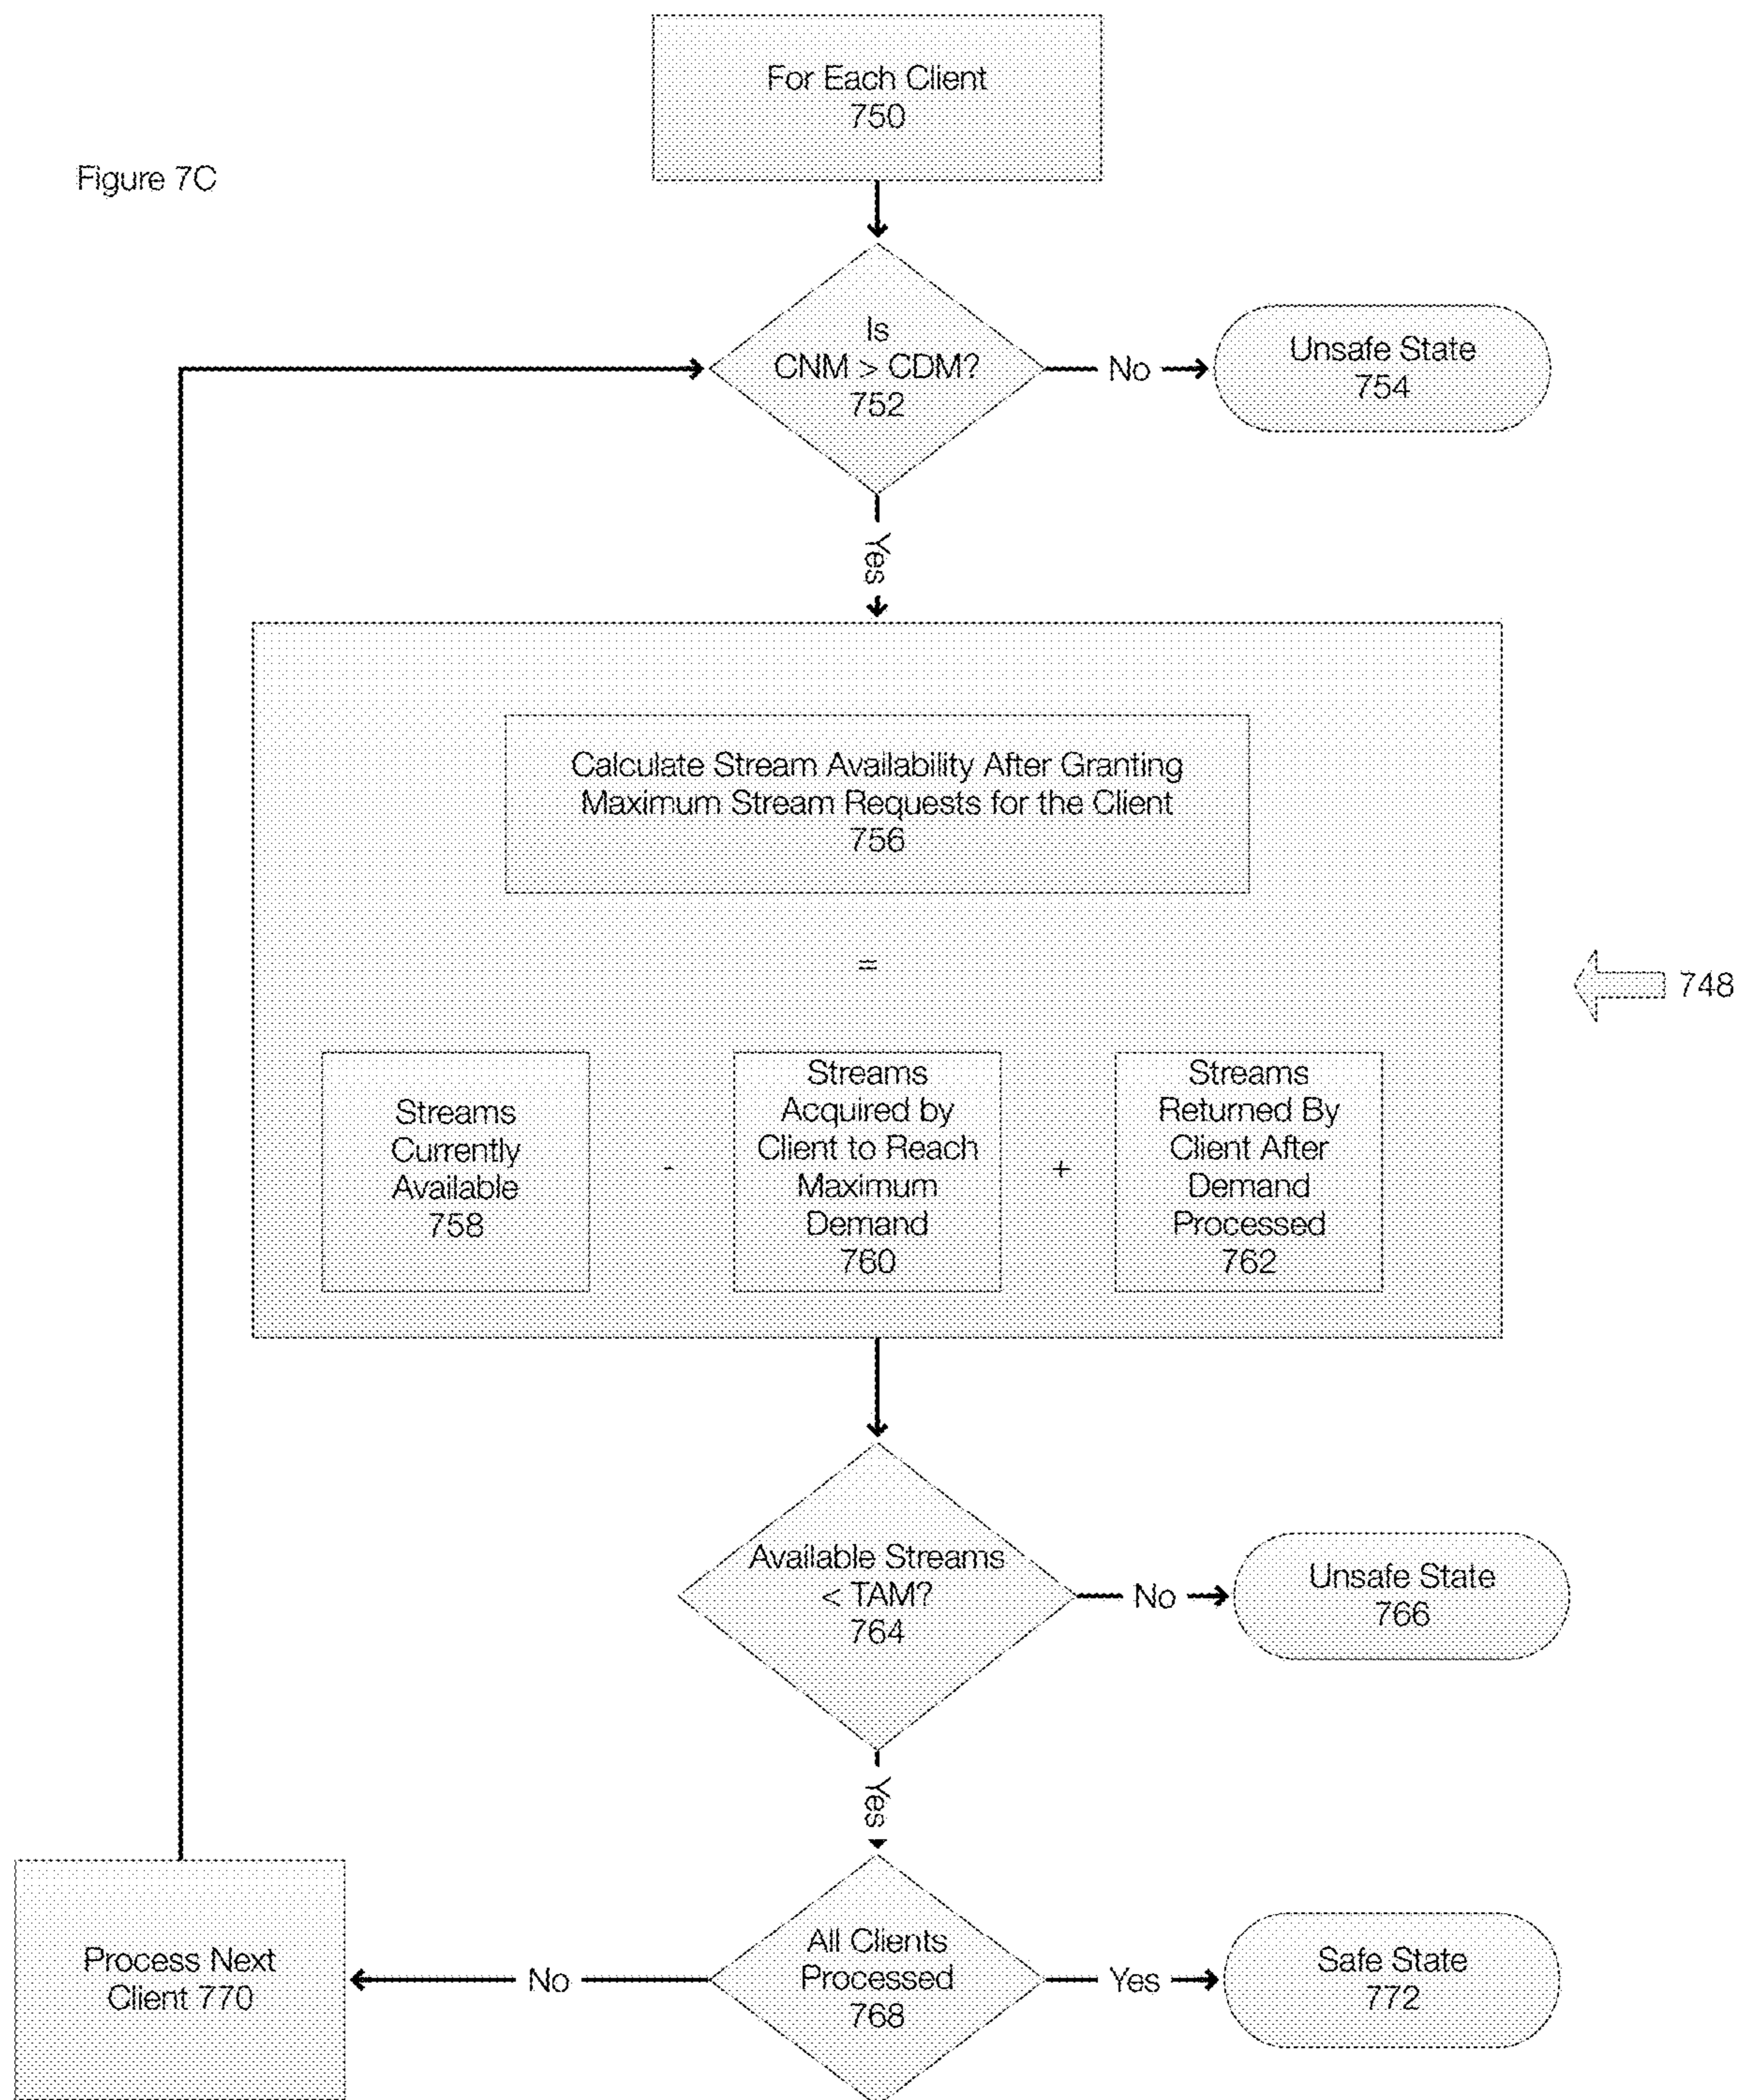 For Each Client
750
Figure 7C
Is
CNM > CDM?
752
No
Unsafe State
754
Yes
Calculate Stream Availability After Granting
Maximum Stream Requests for the Client
756
=
Streams
Currently
Available
758
-
Streams
Acquired by
Client to Reach
Maximum
Demand
760
+
Streams
Returned By
Client After
Demand
Processed
762
748
Available Streams
< TAM?
764
No
Unsafe State
766
Yes
All Clients
Processed
768
No
Process Next
Client 770
Yes
Safe State
772